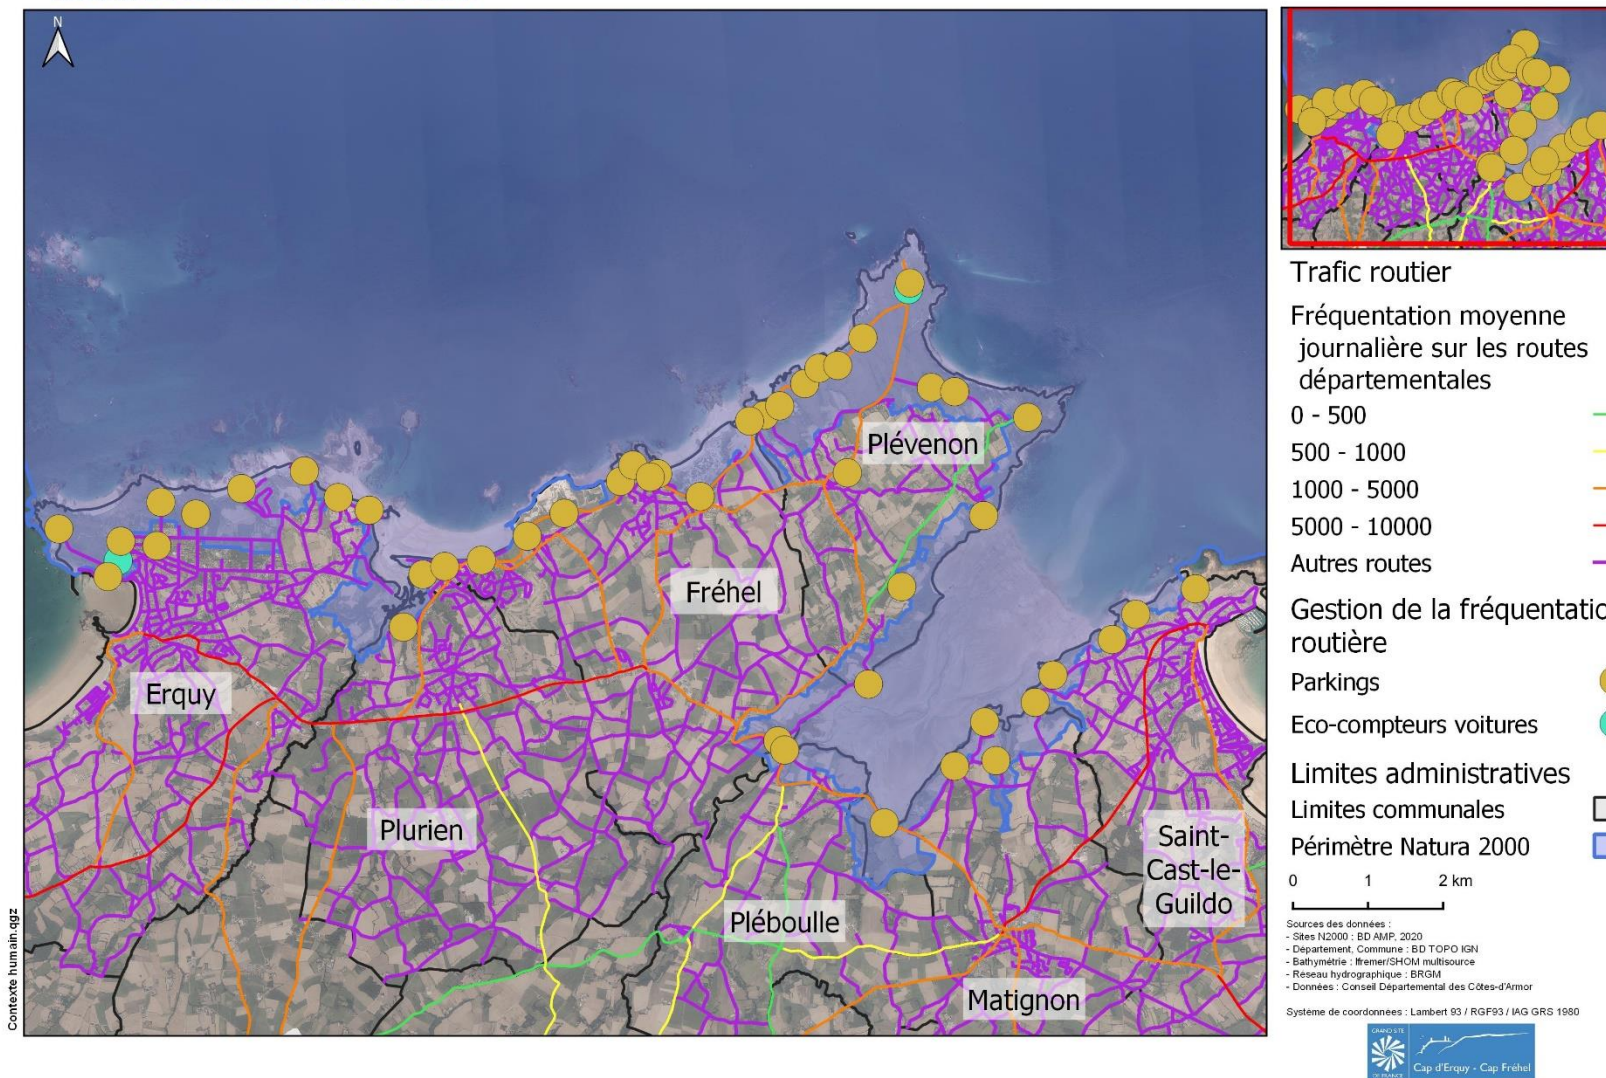 N
Plévenon
Fréhel
Erquy
Plurien
Pléboulle
Saint-
Cast-le-
Guildo
Matignon
Contexte humain.qgz
Trafic routier
Fréquentation moyenne
journalière sur les routes
départementales
0 - 500
500 - 1000
1000 - 5000
5000 - 10000
Autres routes
Gestion de la fréquentatio
routière
Parkings
Eco-compteurs voitures
Limites administratives
Limites communales
Périmètre Natura 2000
0 1 2 km
Sources des données :
- Sites N2000 : BD AMP, 2020
- Département, Commune : BD TOPO IGN
- Bathymétrie : Ifremer/SHOM multisource
- Réseau hydrographique : BRGM
- Données : Conseil Départemental des Côtes-d'Armor
Système de coordonnées : Lambert 93 / RGF93 / IAG GRS 1980
GRAND SITE
DE FRANCE
Cap d'Erquy - Cap Fréhel